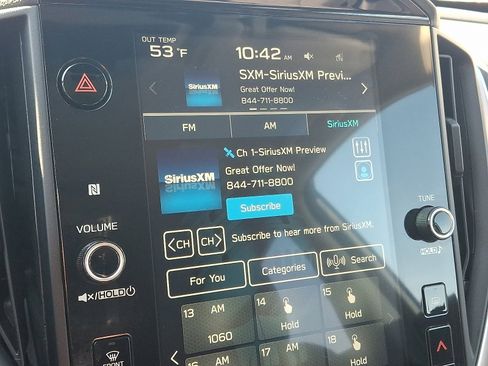 OUT TEMP
53 °F
10:42 AM
SXM-SiriusXM Previ...
Great Offer Now!
844-711-8800
SiriusXM
FM
AM
SiriusXM
Ch 1-SiriusXM Preview
Great Offer Now!
844-711-8800
SiriusXM
Subscribe
VOLUME
TUNE
CH
CH
Subscribe to hear more from SiriusXM.
HOLD
HOLD
For You
Categories
Search
13 AM
1060
14
Hold
15
Hold
16 AM
17 AM
18
Hold
FRONT